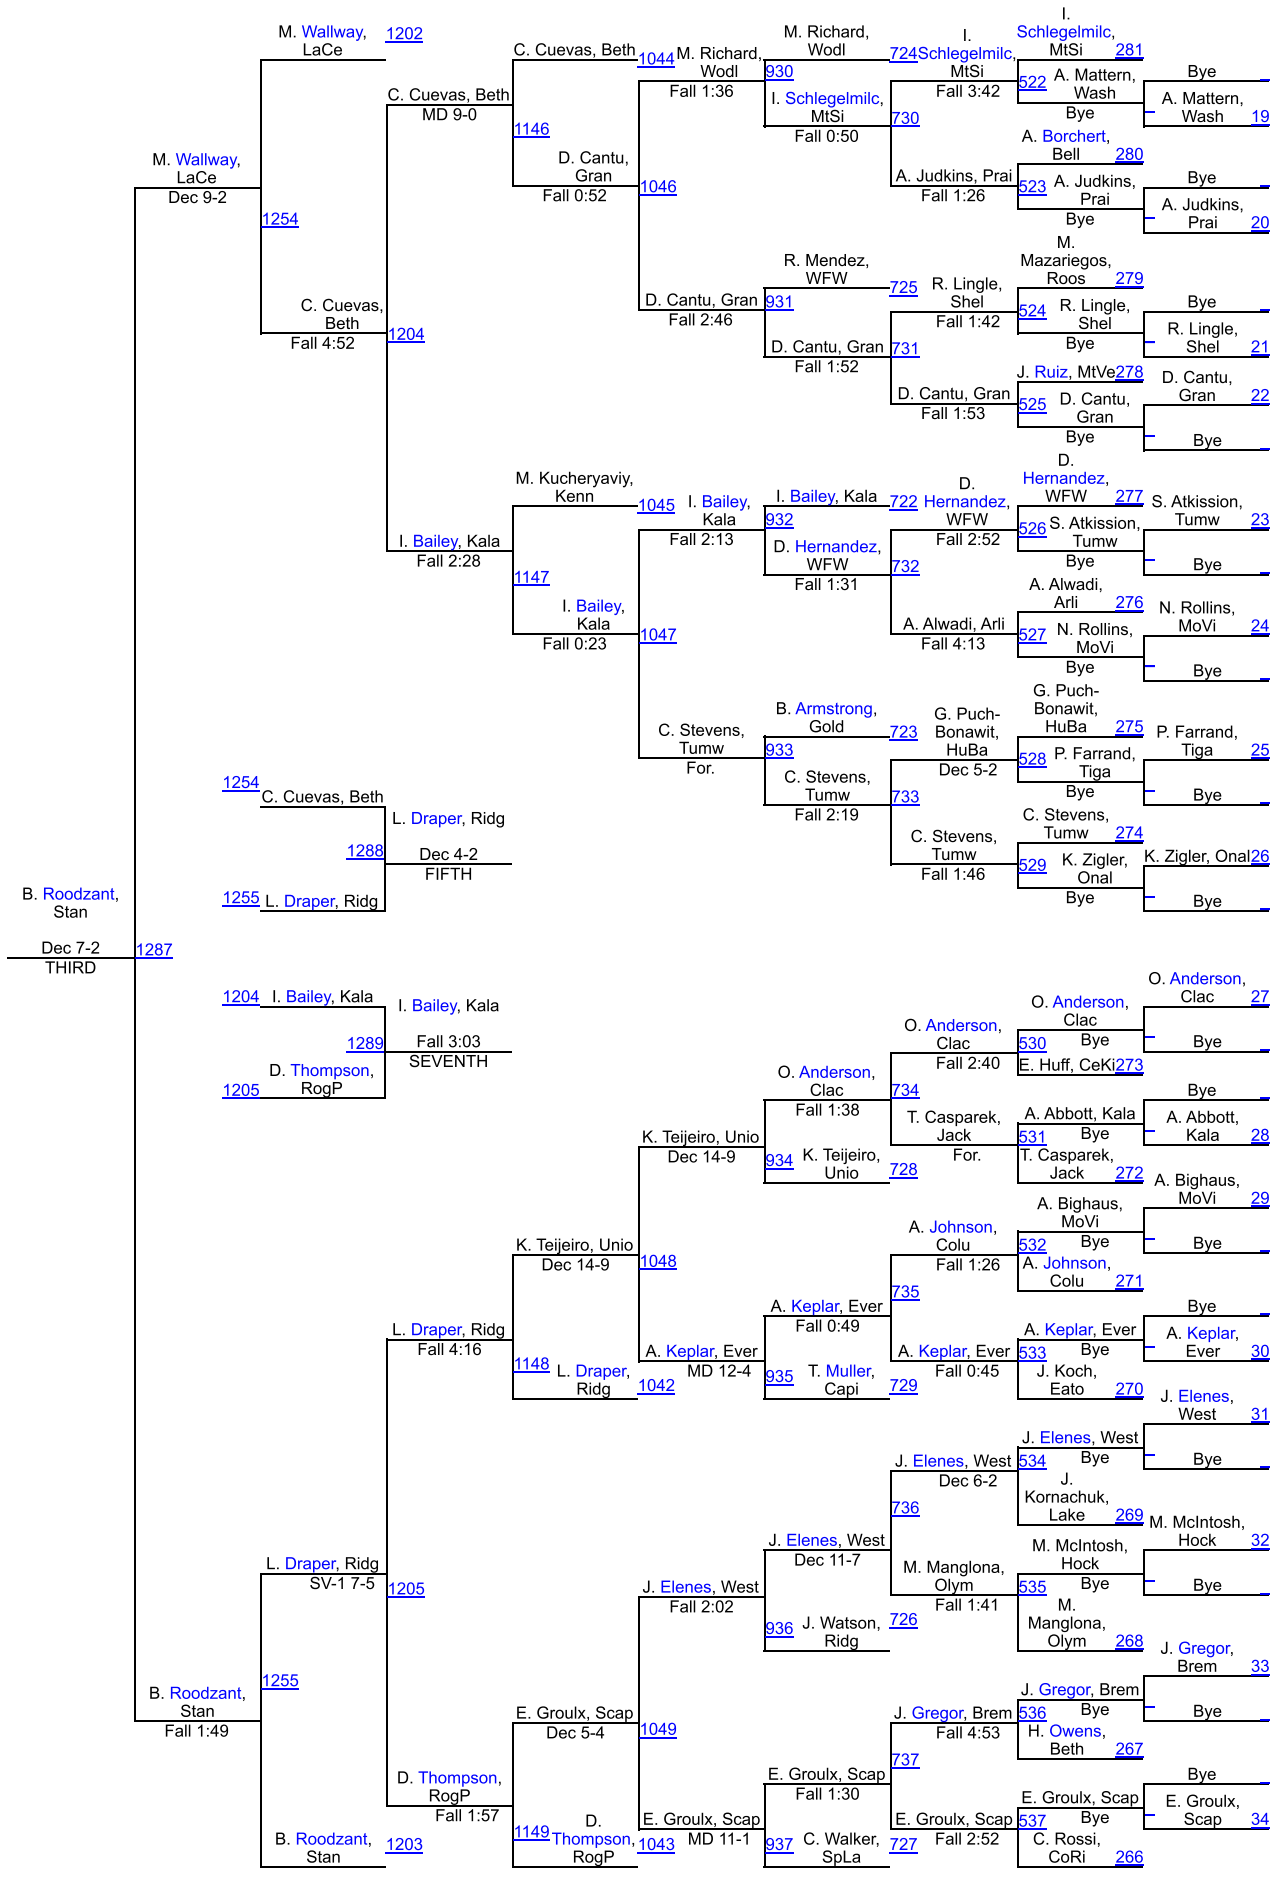 I.
Schlegelmilc,
MtSi 281
M. Wallway,
LaCe 1202
C. Cuevas, Beth 1044
M. Richard,
Wodl
Fall 1:36
M. Richard,
Wodl 724
930
I. Schlegelmilc,
MtSi
Fall 0:50
I.
Schlegelmilc,
MtSi
Fall 3:42
522 A. Mattern,
Wash
Bye
Bye
A. Mattern,
Wash 19
C. Cuevas, Beth
MD 9-0
1146
730
A. Borchert,
Bell 280
M. Wallway,
LaCe
Dec 9-2
D. Cantu,
Gran
Fall 0:52
1046
A. Judkins, Prai
Fall 1:26
523 A. Judkins,
Prai
Bye
Bye
A. Judkins,
Prai 20
1254
R. Mendez,
WFW 725
M.
Mazariegos,
Roos 279
C. Cuevas,
Beth
Fall 4:52
1204
D. Cantu, Gran
Fall 2:46
931
R. Lingle,
Shel
Fall 1:42
524 R. Lingle,
Shel
Bye
Bye
R. Lingle,
Shel 21
D. Cantu, Gran
Fall 1:52
731
J. Ruiz, MtVe 278
D. Cantu,
Gran 22
D. Cantu, Gran
Fall 1:53
525 D. Cantu,
Gran
Bye
Bye
M. Kucheryaviy,
Kenn 1045
I. Bailey,
Kala
Fall 2:13
I. Bailey, Kala 722
D.
Hernandez,
WFW
Fall 2:52
D.
Hernandez,
WFW 277
S. Atkission,
Tumw 23
932
D. Hernandez,
WFW
Fall 1:31
526 S. Atkission,
Tumw
Bye
Bye
I. Bailey, Kala
Fall 2:28
1147
732
A. Alwadi,
Arli 276
N. Rollins,
MoVi 24
I. Bailey,
Kala
Fall 0:23
1047
A. Alwadi, Arli
Fall 4:13
527 N. Rollins,
MoVi
Bye
Bye
C. Stevens,
Tumw
For.
B. Armstrong,
Gold 723
G. Puch-
Bonawit,
HuBa
Dec 5-2
G. Puch-
Bonawit,
HuBa 275
P. Farrand,
Tiga 25
933
C. Stevens,
Tumw
Fall 2:19
528 P. Farrand,
Tiga
Bye
Bye
1254
C. Cuevas, Beth
733
C. Stevens,
Tumw 274
L. Draper, Ridg
1288
Dec 4-2
FIFTH
C. Stevens,
Tumw
Fall 1:46
529 K. Zigler,
Onal
Bye
K. Zigler, Onal 26
Bye
1255 L. Draper, Ridg
B. Roodzant,
Stan
Dec 7-2
THIRD
1287
1204 I. Bailey, Kala
I. Bailey, Kala
1289
Fall 3:03
SEVENTH
1205
D. Thompson,
RogP
O. Anderson,
Clac
Fall 2:40
O. Anderson,
Clac
Bye
O. Anderson,
Clac 27
Bye
530
E. Huff, CeKi 273
O. Anderson,
Clac
Fall 1:38
734
T. Casparek,
Jack
For.
A. Abbott, Kala
Bye
Bye
A. Abbott,
Kala 28
531
T. Casparek,
Jack 272
K. Teijeiro, Unio
Dec 14-9
934
K. Teijeiro,
Unio 728
A. Bighaus,
MoVi
Bye
A. Bighaus,
MoVi 29
Bye
K. Teijeiro, Unio
Dec 14-9
1048
A. Johnson,
Colu
Fall 1:26
532
A. Johnson,
Colu 271
L. Draper, Ridg
Fall 4:16
A. Keplar, Ever
Fall 0:49
735
A. Keplar, Ever
Fall 0:45
A. Keplar, Ever
Bye
Bye
A. Keplar,
Ever 30
533
J. Koch,
Eato 270
1148
L. Draper,
Ridg 1042
A. Keplar, Ever
MD 12-4
935
T. Muller,
Capi 729
J. Elenes, West
Dec 6-2
J. Elenes, West
Bye
J. Elenes,
West 31
Bye
534
J.
Kornachuk,
Lake 269
736
J. Elenes, West
Dec 11-7
M. Manglona,
Olym
Fall 1:41
M. McIntosh,
Hock
Bye
M. McIntosh,
Hock 32
Bye
535
M.
Manglona,
Olym 268
L. Draper, Ridg
SV-1 7-5
1205
J. Elenes, West
Fall 2:02
936
J. Watson,
Ridg
726
J. Gregor, Brem
Fall 4:53
J. Gregor, Brem
Bye
J. Gregor,
Brem 33
Bye
536
H. Owens,
Beth 267
1255
B. Roodzant,
Stan
Fall 1:49
E. Groulx, Scap
Dec 5-4
1049
737
E. Groulx, Scap
Fall 1:30
E. Groulx, Scap
Fall 2:52
E. Groulx, Scap
Bye
Bye
E. Groulx,
Scap 34
537
C. Rossi,
CoRi 266
D. Thompson,
RogP
Fall 1:57
B. Roodzant,
Stan
1203
1149
D.
Thompson,
RogP
1043
E. Groulx, Scap
MD 11-1
937
C. Walker,
SpLa
727